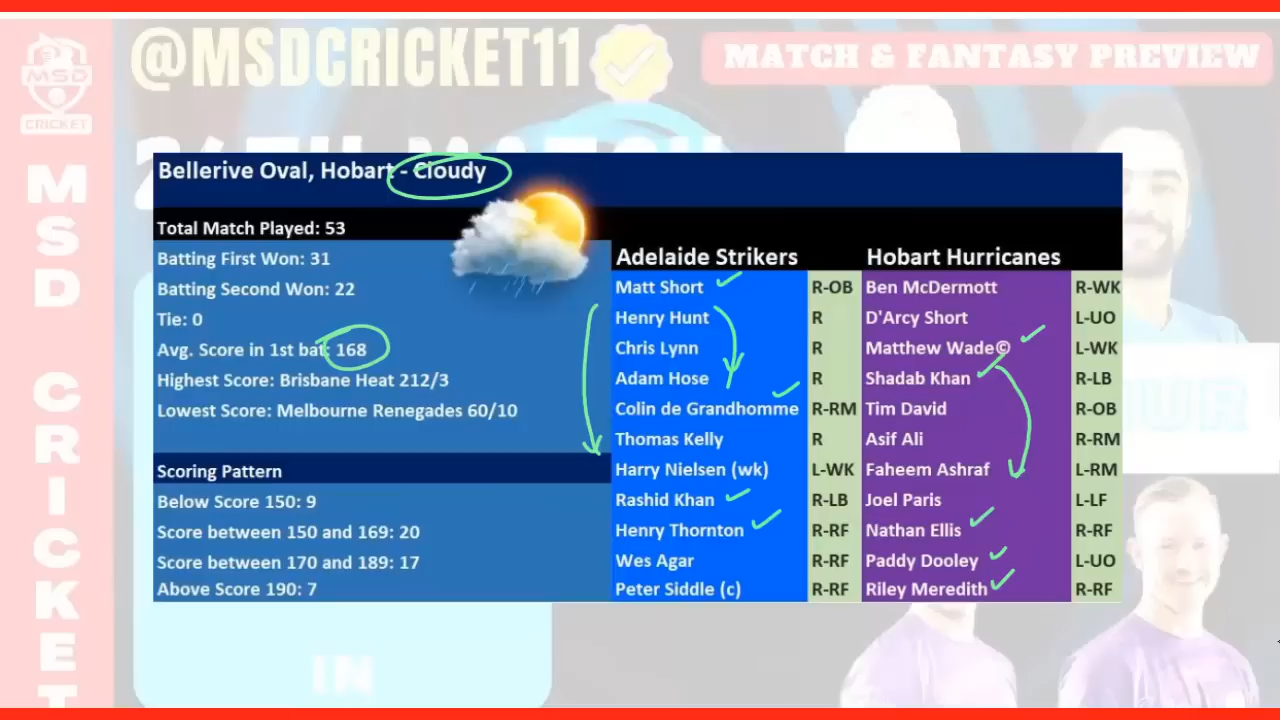 @MSDCRICKET11
MATCH & FANTASY PREVIEW
MSD
CRICKET
MSD CRICKET
Bellerive Oval, Hobart - Cloudy
Total Match Played: 53
Batting First Won: 31
Batting Second Won: 22
Tie: 0
Avg. Score in 1st bat: 168
Highest Score: Brisbane Heat 212/3
Lowest Score: Melbourne Renegades 60/10
Scoring Pattern
Below Score 150: 9
Score between 150 and 169: 20
Score between 170 and 189: 17
Above Score 190: 7
Adelaide Strikers
Matt Short R-OB
Henry Hunt R
Chris Lynn R
Adam Hose R
Colin de Grandhomme R-RM
Thomas Kelly R
Harry Nielsen (wk) L-WK
Rashid Khan R-LB
Henry Thornton R-RF
Wes Agar R-RF
Peter Siddle (c) R-RF
Hobart Hurricanes
Ben McDermott R-WK
D'Arcy Short L-UO
Matthew Wade© L-WK
Shadab Khan R-LB
Tim David R-OB
Asif Ali R-RM
Faheem Ashraf L-RM
Joel Paris L-LF
Nathan Ellis R-RF
Paddy Dooley L-UO
Riley Meredith R-RF
IN